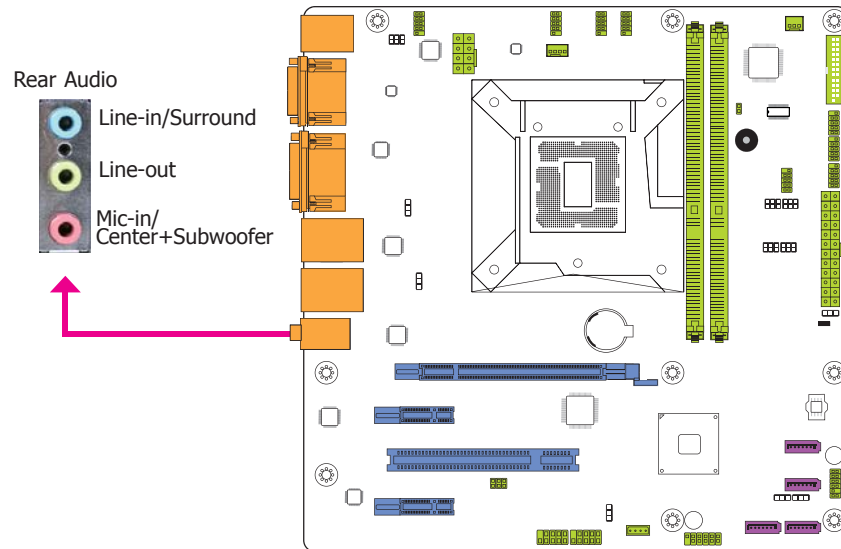 Rear Audio
Line-in/Surround
Line-out
Mic-in/
Center+Subwoofer